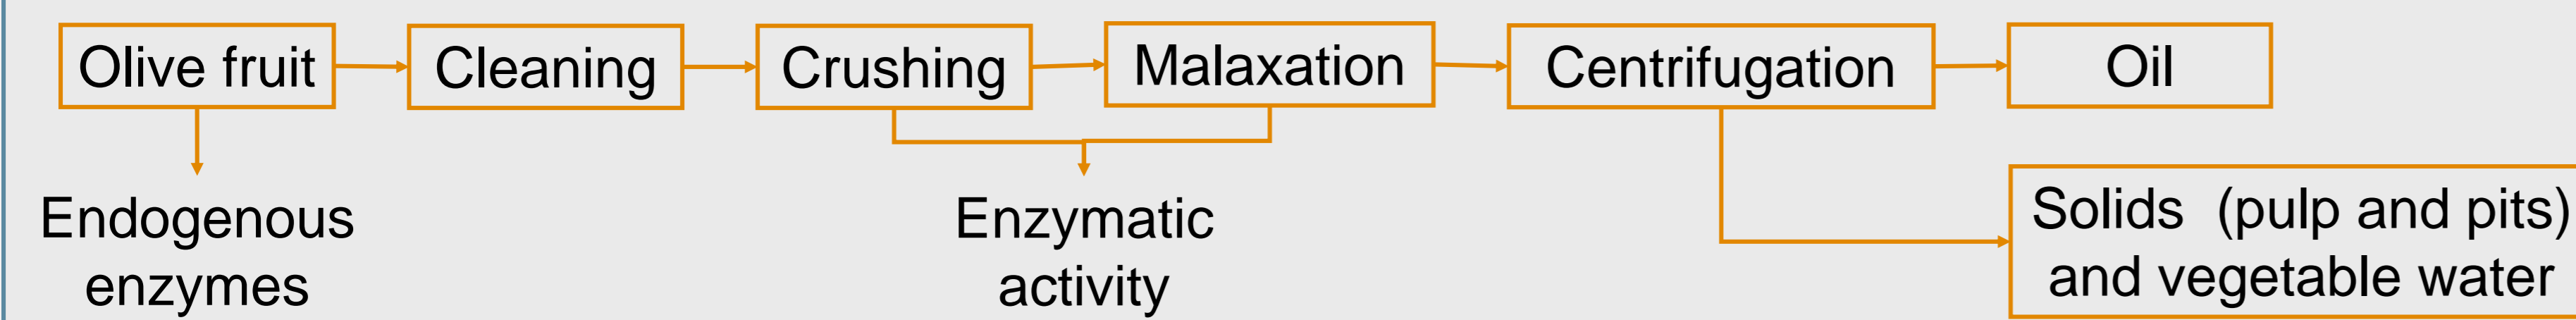 Olive fruit
Cleaning
Crushing
Malaxation
Centrifugation
Oil
Endogenous
enzymes
Enzymatic
activity
Solids (pulp and pits)
and vegetable water